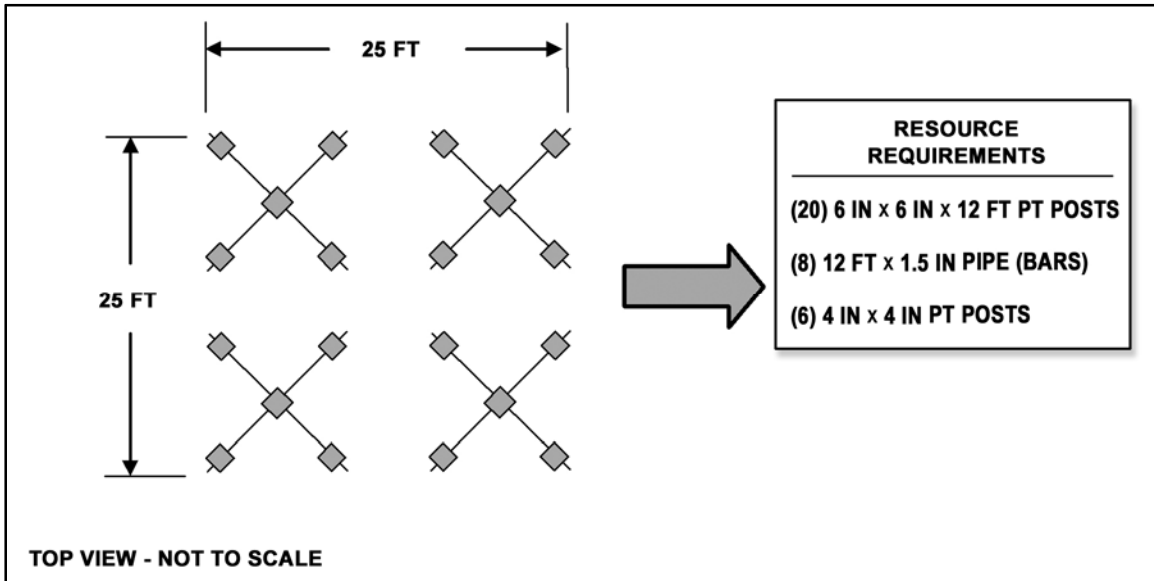 25 FT
25 FT
RESOURCE
REQUIREMENTS
(20) 6 IN x 6 IN x 12 FT PT POSTS
(8) 12 FT x 1.5 IN PIPE (BARS)
(6) 4 IN x 4 IN PT POSTS
TOP VIEW - NOT TO SCALE